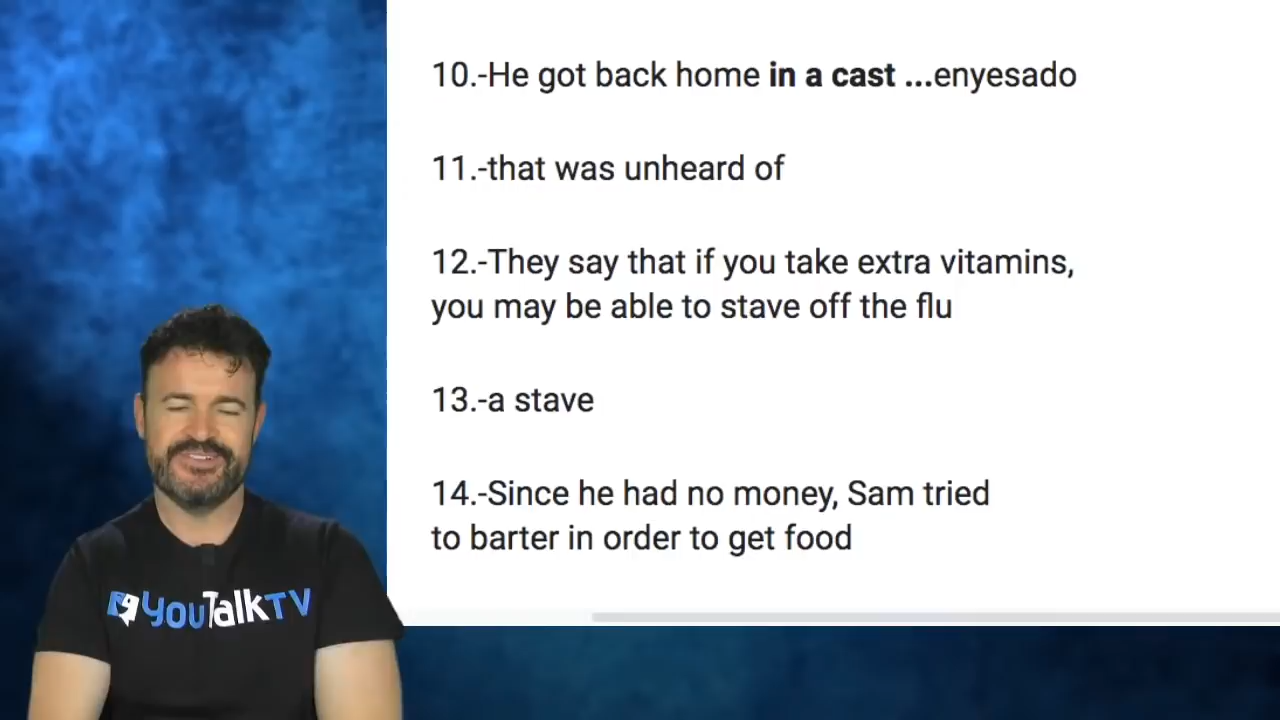 10.-He got back home in a cast ...enyesado
11.-that was unheard of
12.-They say that if you take extra vitamins,
you may be able to stave off the flu
13.-a stave
14.-Since he had no money, Sam tried
to barter in order to get food
YouTalkTV